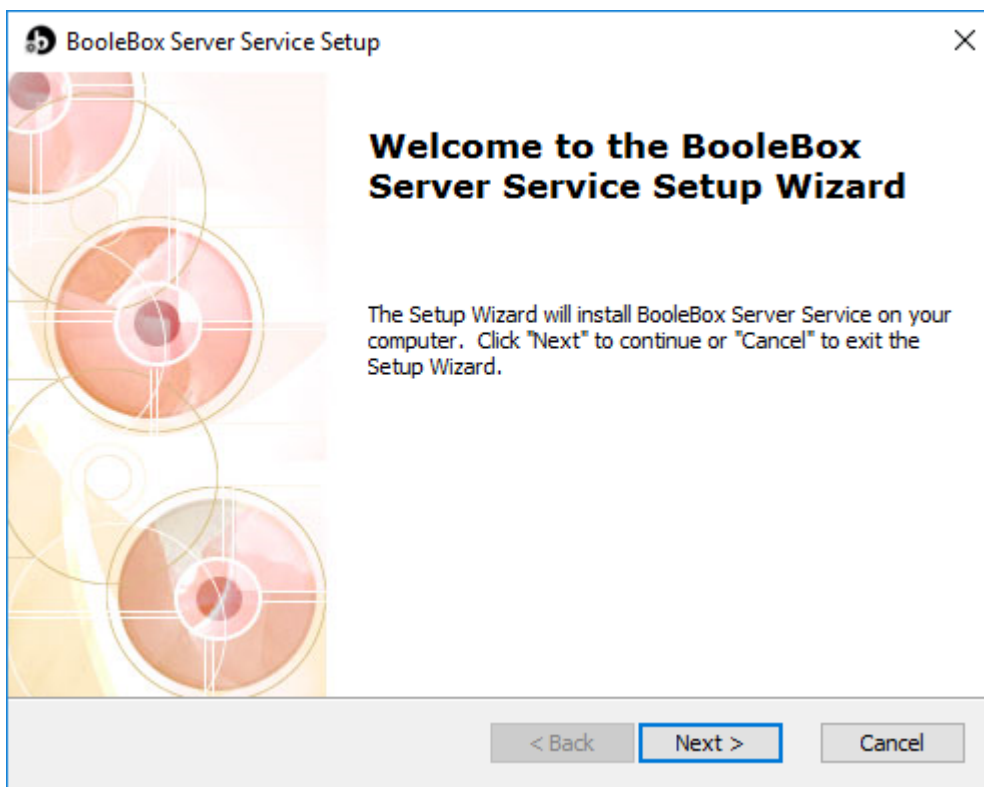 BooleBox Server Service Setup
Welcome to the BooleBox
Server Service Setup Wizard
The Setup Wizard will install BooleBox Server Service on your
computer.  Click "Next" to continue or "Cancel" to exit the
Setup Wizard.
< Back
Next >
Cancel